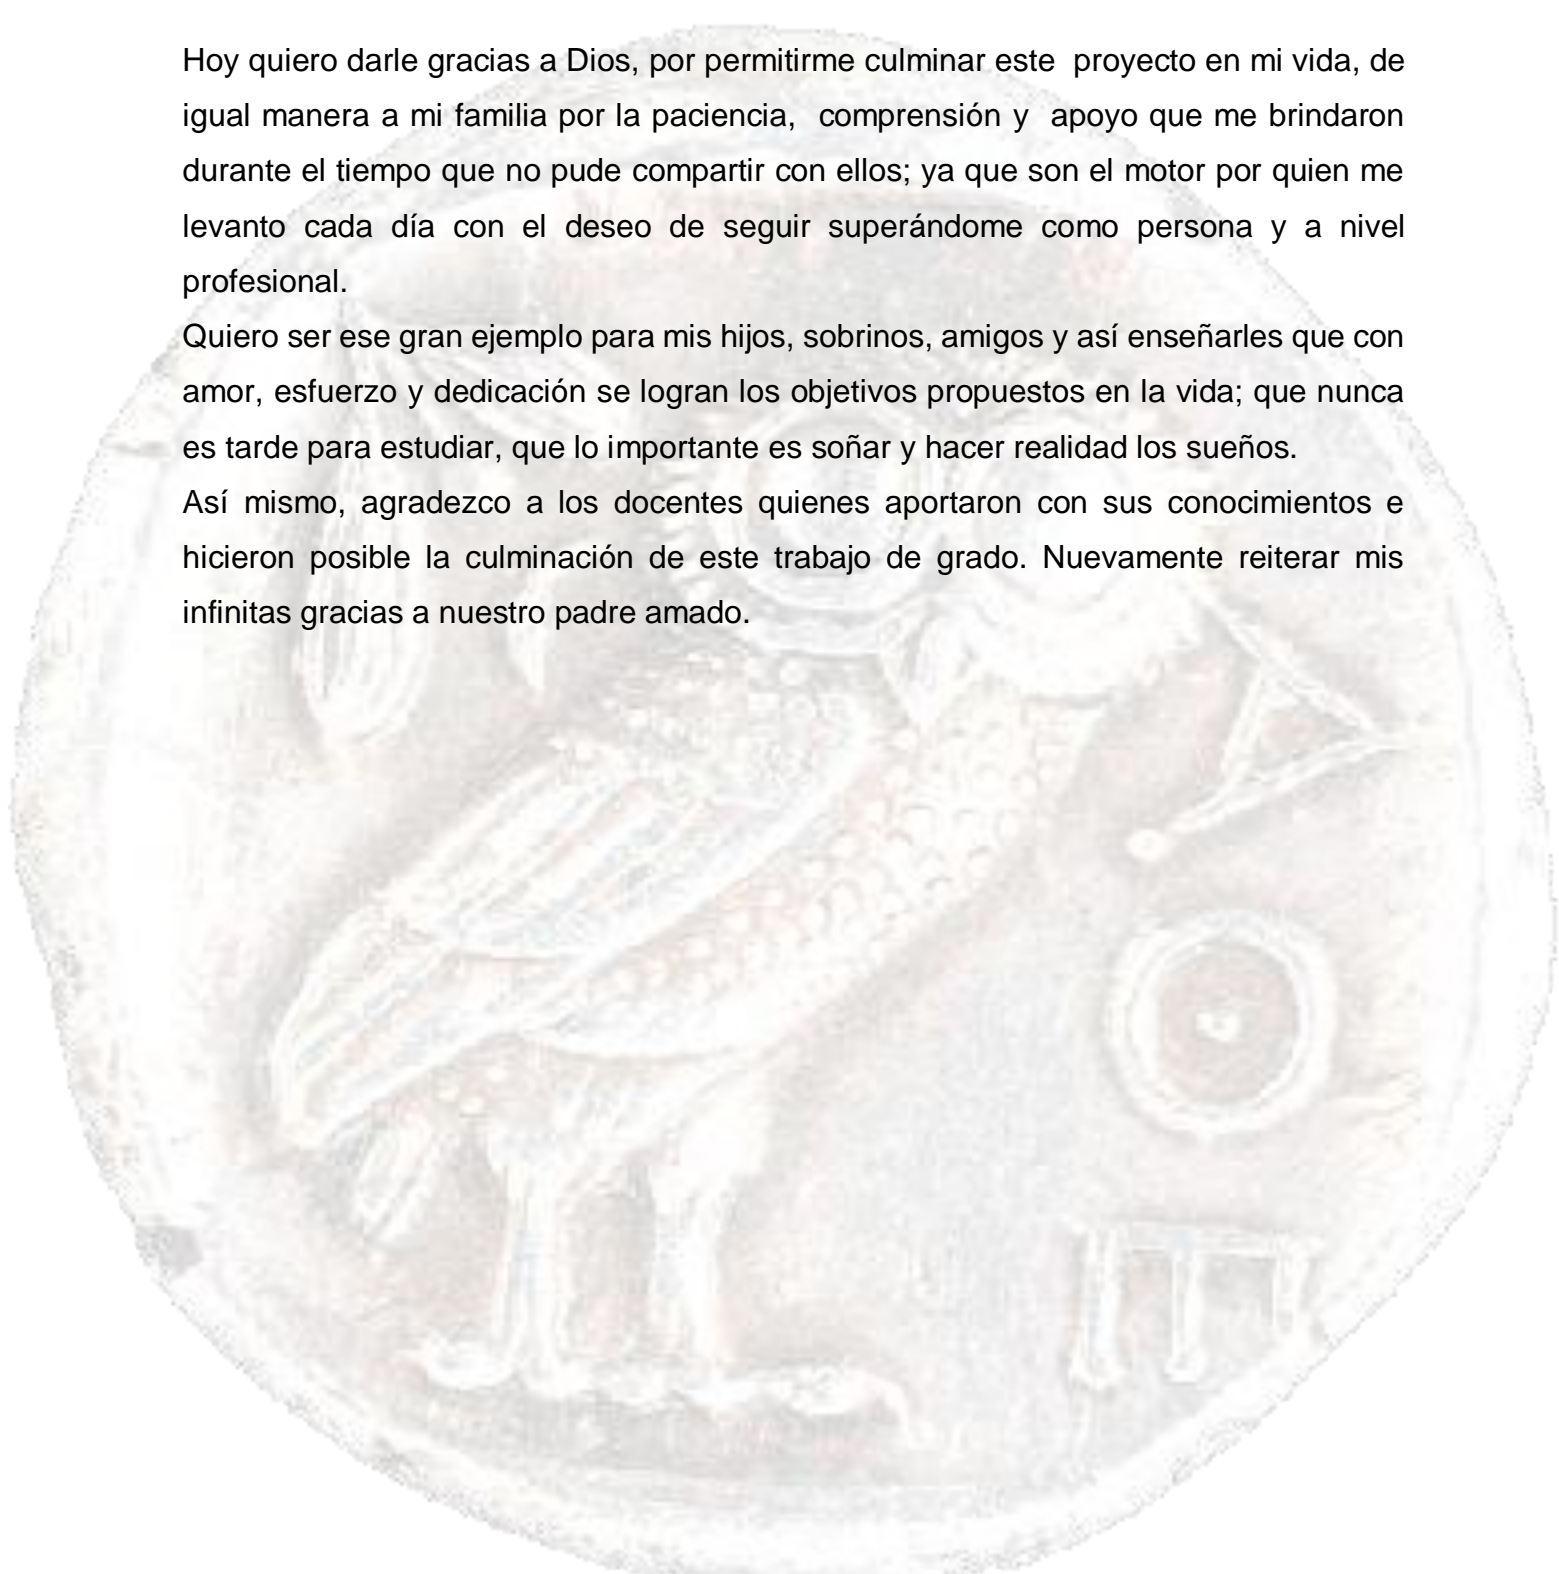 Hoy quiero darle gracias a Dios, por permitirme culminar este  proyecto en mi vida, de
igual manera a mi familia por la paciencia,  comprensión y  apoyo que me brindaron
durante el tiempo que no pude compartir con ellos; ya que son el motor por quien me
levanto cada día con el deseo de seguir superándome como persona y a nivel
profesional.
Quiero ser ese gran ejemplo para mis hijos, sobrinos, amigos y así enseñarles que con
amor, esfuerzo y dedicación se logran los objetivos propuestos en la vida; que nunca
es tarde para estudiar, que lo importante es soñar y hacer realidad los sueños.
Así mismo, agradezco a los docentes quienes aportaron con sus conocimientos e
hicieron posible la culminación de este trabajo de grado. Nuevamente reiterar mis
infinitas gracias a nuestro padre amado.